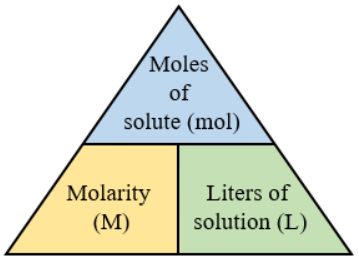 Moles
of
solute (mol)
Molarity
(M)
Liters of
solution (L)